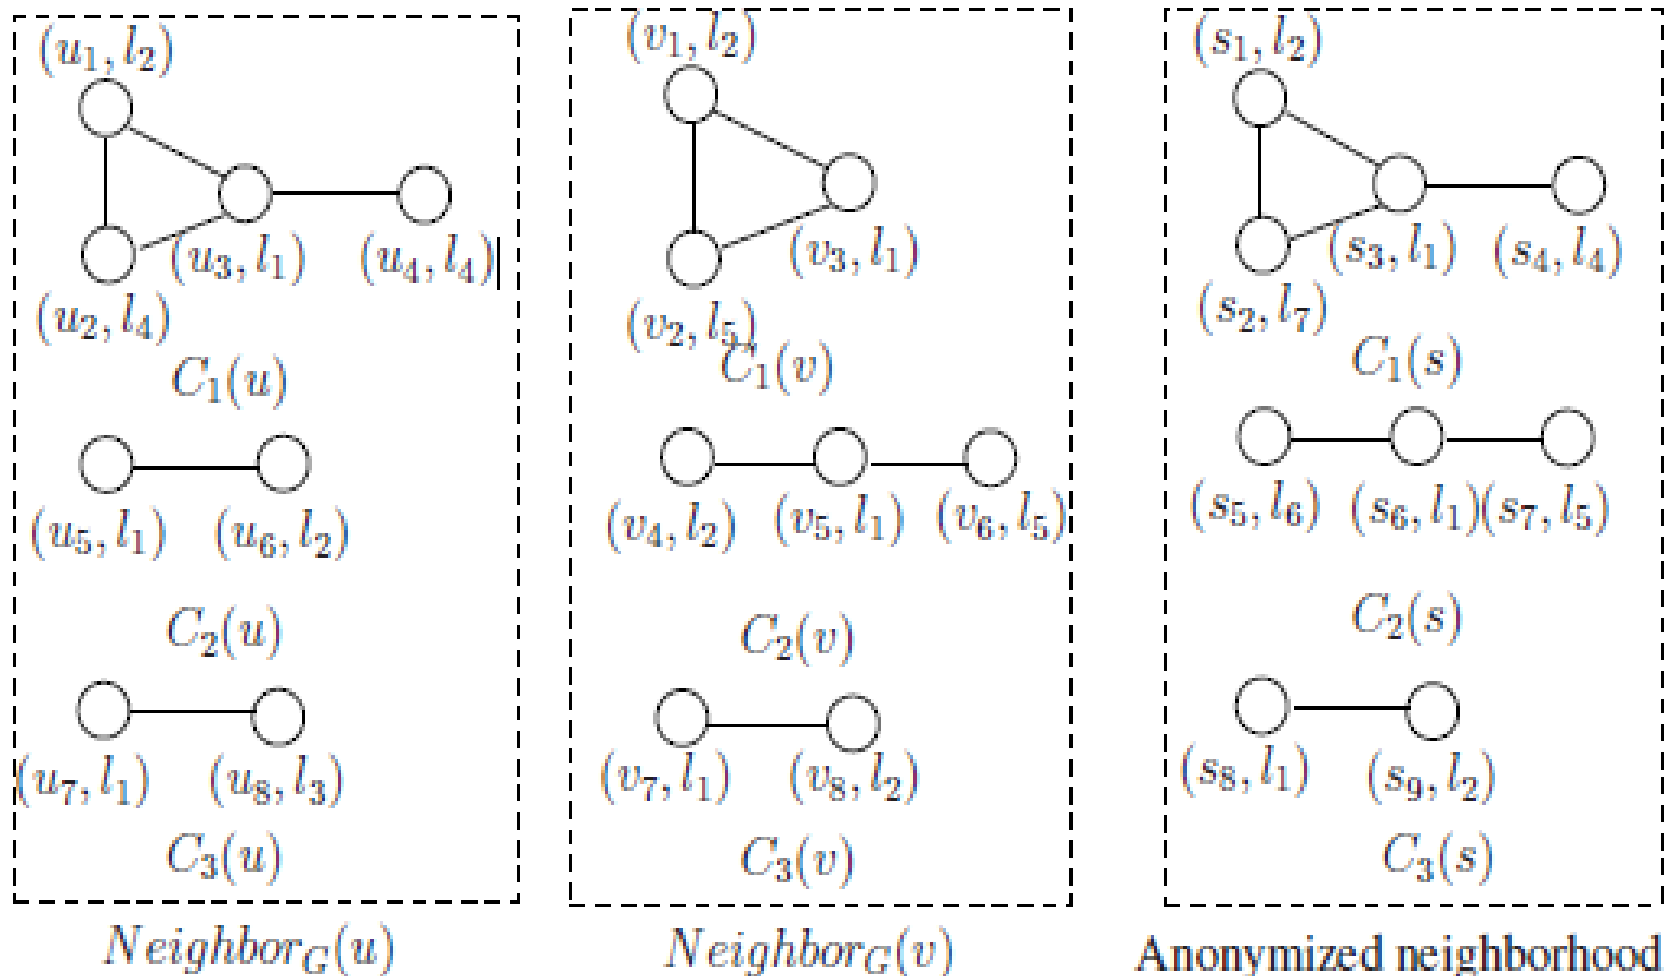 (u₁, l₂)
(u₃, l₁) (u₄, l₄)
(u₂, l₄)
C₁(u)
(u₅, l₁) (u₆, l₂)
C₂(u)
(u₇, l₁) (u₈, l₃)
C₃(u)
Neighbor_G(u)
(v₁, l₂)
(v₃, l₁)
(v₂, l₅)
C₁(v)
(v₄, l₂) (v₅, l₁) (v₆, l₅)
C₂(v)
(v₇, l₁) (v₈, l₂)
C₃(v)
Neighbor_G(v)
(s₁, l₂)
(s₃, l₁) (s₄, l₄)
(s₂, l₇)
C₁(s)
(s₅, l₆) (s₆, l₁)(s₇, l₅)
C₂(s)
(s₈, l₁) (s₉, l₂)
C₃(s)
Anonymized neighborhood